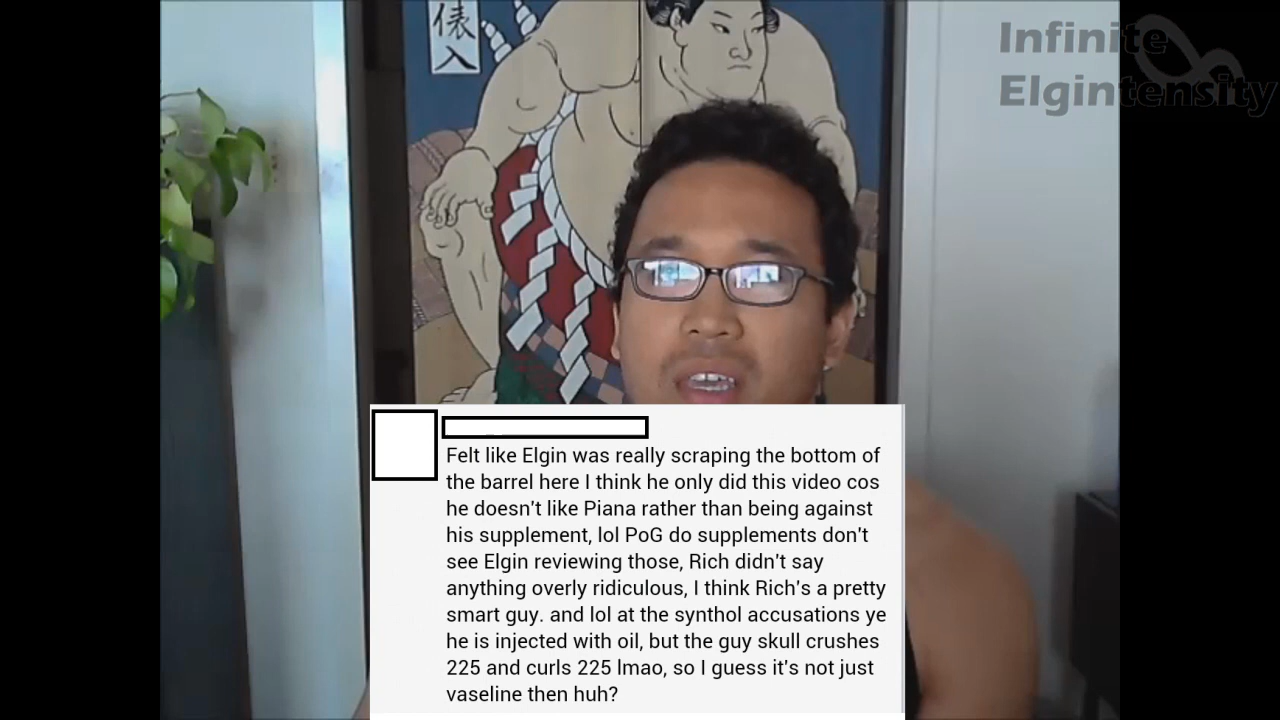 俵
入
Infinite
Elgintensity
Felt like Elgin was really scraping the bottom of
the barrel here I think he only did this video cos
he doesn't like Piana rather than being against
his supplement, lol PoG do supplements don't
see Elgin reviewing those, Rich didn't say
anything overly ridiculous, I think Rich's a pretty
smart guy. and lol at the synthol accusations ye
he is injected with oil, but the guy skull crushes
225 and curls 225 lmao, so I guess it's not just
vaseline then huh?